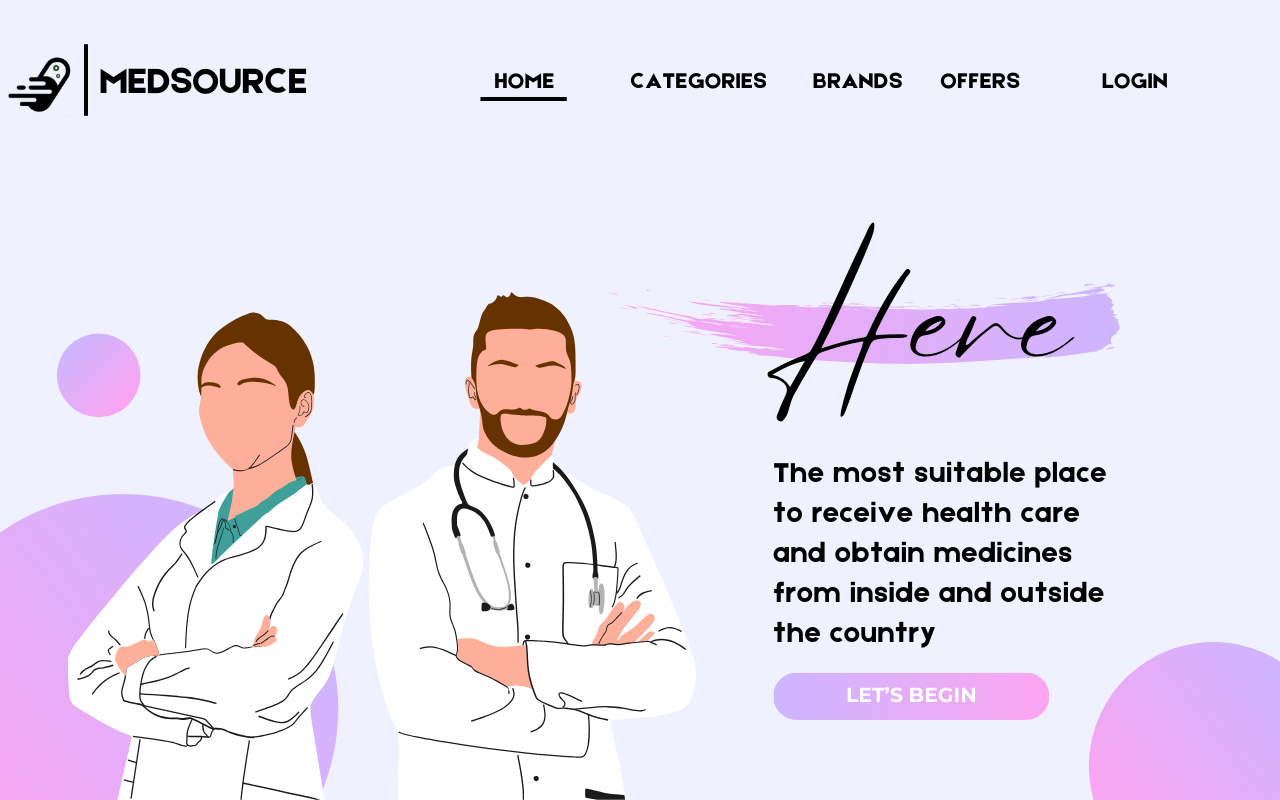 MEDSOURCE
HOME CATEGORIES BRANDS OFFERS LOGIN
Here
The most suitable place
to receive health care
and obtain medicines
from inside and outside
the country
LET'S BEGIN